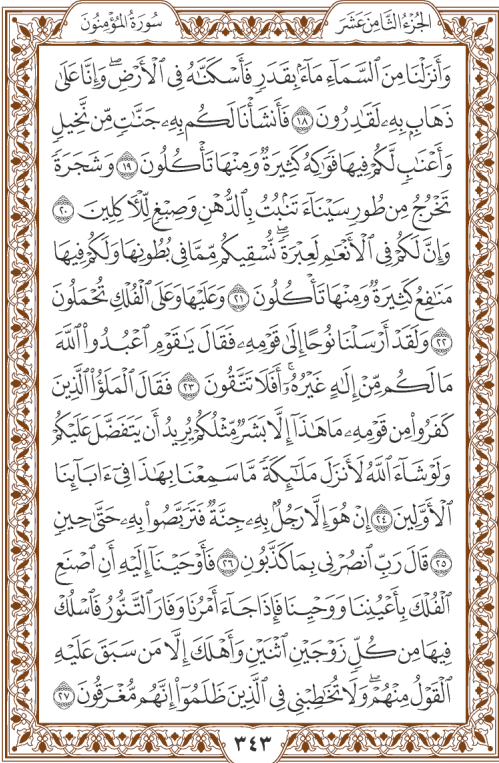 الجزء الثامن عشر
سورة المؤمنون
وَأَنزَلْنَا مِنَ ٱلسَّمَآءِ مَآءًۢ بِقَدَرٍ فَأَسْكَنَّـٰهُ فِى ٱلْأَرْضِ ۖ وَإِنَّا عَلَىٰ
ذَهَابٍۭ بِهِۦ لَقَـٰدِرُونَ ١٨ فَأَنشَأْنَا لَكُم بِهِۦ جَنَّـٰتٍ مِّن نَّخِيلٍ
وَأَعْنَـٰبٍ لَّكُمْ فِيهَا فَوَٰكِهُ كَثِيرَةٌ وَمِنْهَا تَأْكُلُونَ ١٩ وَشَجَرَةً
تَخْرُجُ مِن طُورِ سَيْنَآءَ تَنۢبُتُ بِٱلدُّهْنِ وَصِبْغٍ لِّلْـَٔاكِلِينَ ٢٠
وَإِنَّ لَكُمْ فِى ٱلْأَنْعَـٰمِ لَعِبْرَةً ۖ نُّسْقِيكُم مِّمَّا فِى بُطُونِهَا وَلَكُمْ فِيهَا
مَنَـٰفِعُ كَثِيرَةٌ وَمِنْهَا تَأْكُلُونَ ٢١ وَعَلَيْهَا وَعَلَى ٱلْفُلْكِ تُحْمَلُونَ
٢٢ وَلَقَدْ أَرْسَلْنَا نُوحًا إِلَىٰ قَوْمِهِۦ فَقَالَ يَـٰقَوْمِ ٱعْبُدُوا۟ ٱللَّهَ
مَا لَكُم مِّنْ إِلَـٰهٍ غَيْرُهُۥٓ ۖ أَفَلَا تَتَّقُونَ ٢٣ فَقَالَ ٱلْمَلَؤُا۟ ٱلَّذِينَ
كَفَرُوا۟ مِن قَوْمِهِۦ مَا هَـٰذَآ إِلَّا بَشَرٌ مِّثْلُكُمْ يُرِيدُ أَن يَتَفَضَّلَ عَلَيْكُمْ
وَلَوْ شَآءَ ٱللَّهُ لَأَنزَلَ مَلَـٰٓئِكَةً مَّا سَمِعْنَا بِهَـٰذَا فِىٓ ءَابَآئِنَا
ٱلْأَوَّلِينَ ٢٤ إِنْ هُوَ إِلَّا رَجُلٌۢ بِهِۦ جِنَّةٌ فَتَرَبَّصُوا۟ بِهِۦ حَتَّىٰ حِينٍ
٢٥ قَالَ رَبِّ ٱنصُرْنِى بِمَا كَذَّبُونِ ٢٦ فَأَوْحَيْنَآ إِلَيْهِ أَنِ ٱصْنَعِ
ٱلْفُلْكَ بِأَعْيُنِنَا وَوَحْيِنَا فَإِذَا جَآءَ أَمْرُنَا وَفَارَ ٱلتَّنُّورُ ۙ فَٱسْلُكْ
فِيهَا مِن كُلٍّ زَوْجَيْنِ ٱثْنَيْنِ وَأَهْلَكَ إِلَّا مَن سَبَقَ عَلَيْهِ
ٱلْقَوْلُ مِنْهُمْ ۖ وَلَا تُخَـٰطِبْنِى فِى ٱلَّذِينَ ظَلَمُوٓا۟ ۖ إِنَّهُم مُّغْرَقُونَ ٢٧
٣٤٣